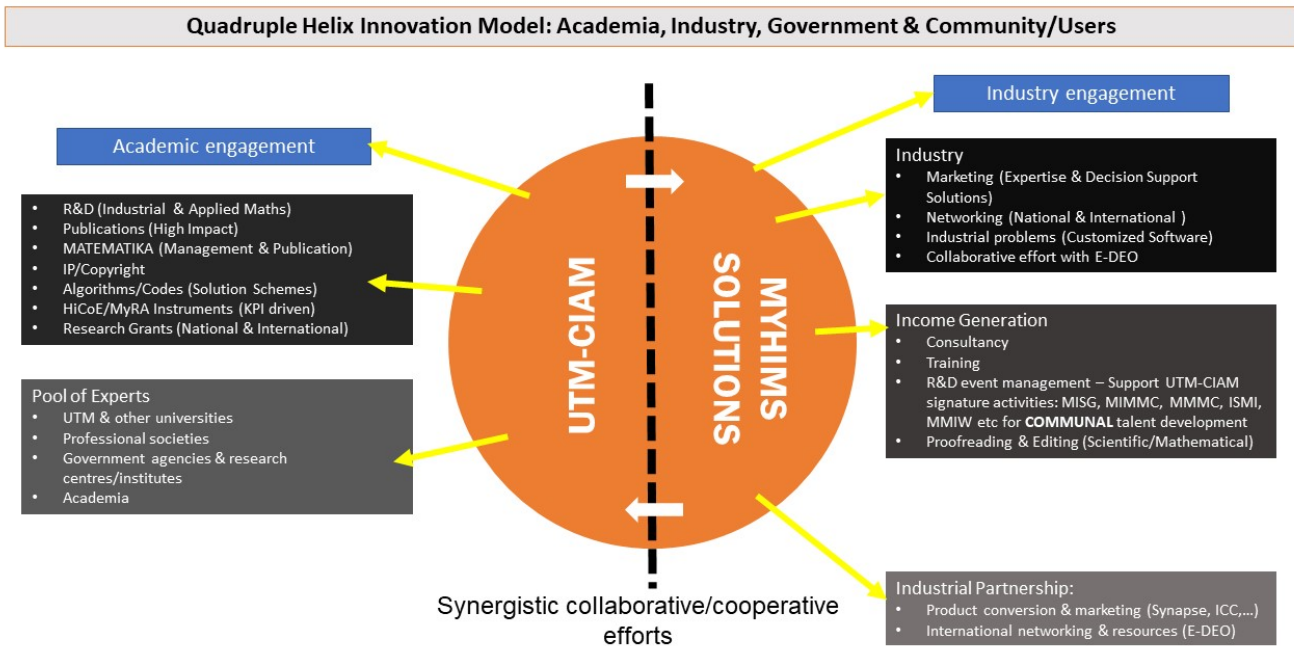 Quadruple Helix Innovation Model: Academia, Industry, Government & Community/Users
Academic engagement
• R&D (Industrial & Applied Maths)
• Publications (High Impact)
• MATEMATIKA (Management & Publication)
• IP/Copyright
• Algorithms/Codes (Solution Schemes)
• HiCoE/MyRA Instruments (KPI driven)
• Research Grants (National & International)
Pool of Experts
• UTM & other universities
• Professional societies
• Government agencies & research
centres/institutes
• Academia
UTM-CIAM
MYHIMS
SOLUTIONS
Synergistic collaborative/cooperative
efforts
Industry engagement
Industry
• Marketing (Expertise & Decision Support
Solutions)
• Networking (National & International )
• Industrial problems (Customized Software)
• Collaborative effort with E-DEO
Income Generation
• Consultancy
• Training
• R&D event management – Support UTM-CIAM
signature activities: MISG, MIMMC, MMMC, ISMI,
MMIW etc for COMMUNAL talent development
• Proofreading & Editing (Scientific/Mathematical)
Industrial Partnership:
• Product conversion & marketing (Synapse, ICC,...)
• International networking & resources (E-DEO)